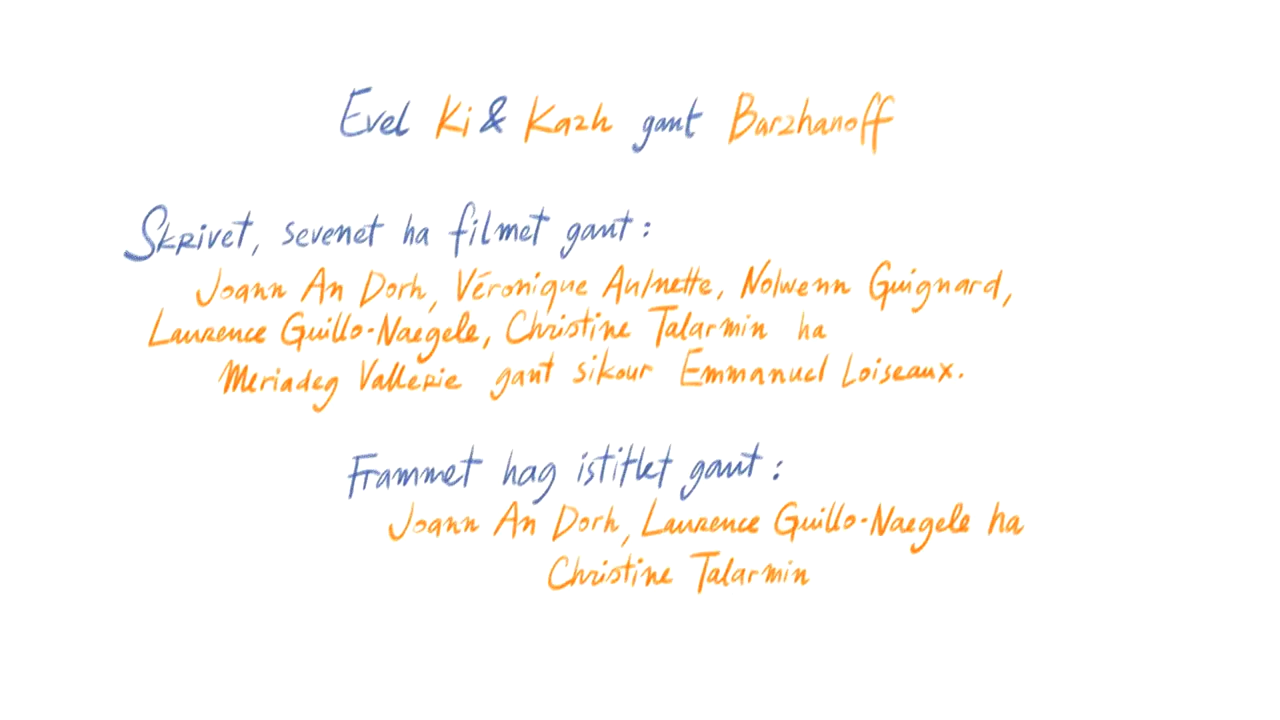 Evel Ki & Kazh gant Barzhanoff
Skrivet, sevenet ha filmet gant :
Joann An Dorh, Véronique Aulnette, Nolwenn Guignard,
Laurence Guillo-Naegele, Christine Talarmin ha
Meriadeg Vallerie gant sikour Emmanuel Loiseaux.
Frammet hag istitlet gant :
Joann An Dorh, Laurence Guillo-Naegele ha
Christine Talarmin